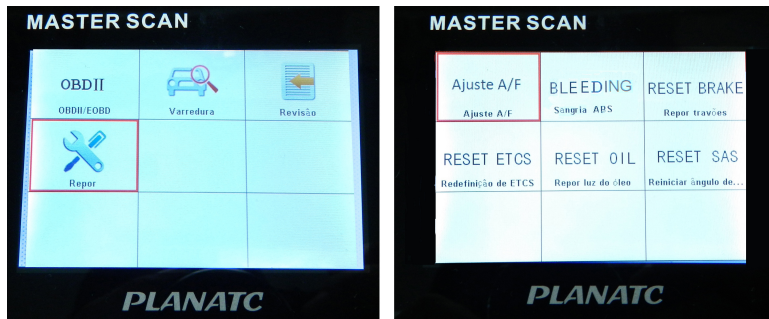 MASTER SCAN
OBDII
OBDII/EOBD
Varredura
Revisão
Repor
PLANATC
MASTER SCAN
Ajuste A/F
BLEEDING
RESET BRAKE
Ajuste A/F
Sangria ABS
Repor travões
RESET ETCS
RESET OIL
RESET SAS
Redefinição de ETCS
Repor luz do óleo
Reiniciar ângulo de...
PLANATC